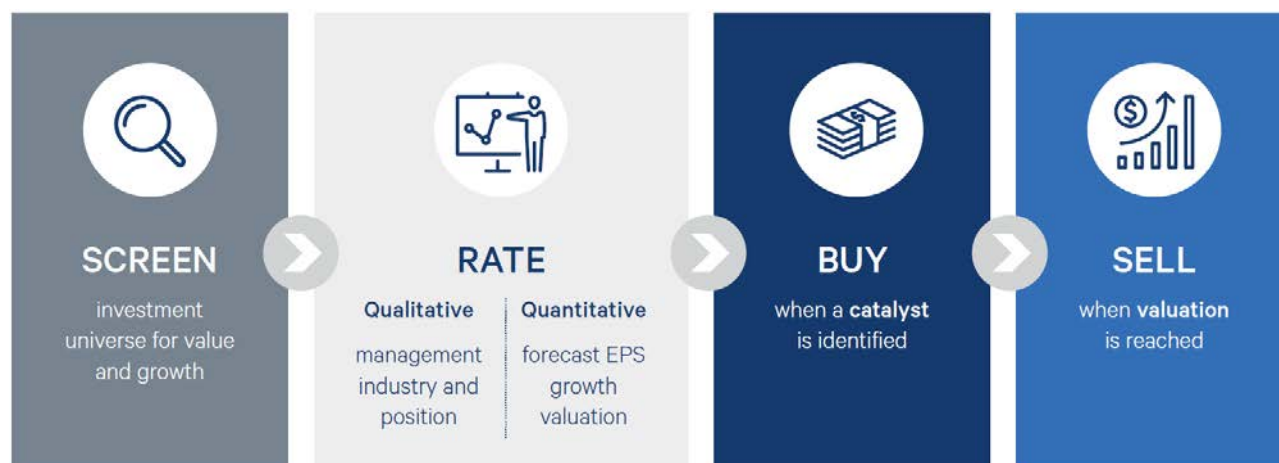 SCREEN
investment
universe for value
and growth
RATE
Qualitative
management
industry and
position
Quantitative
forecast EPS
growth
valuation
BUY
when a catalyst
is identified
$
SELL
when valuation
is reached